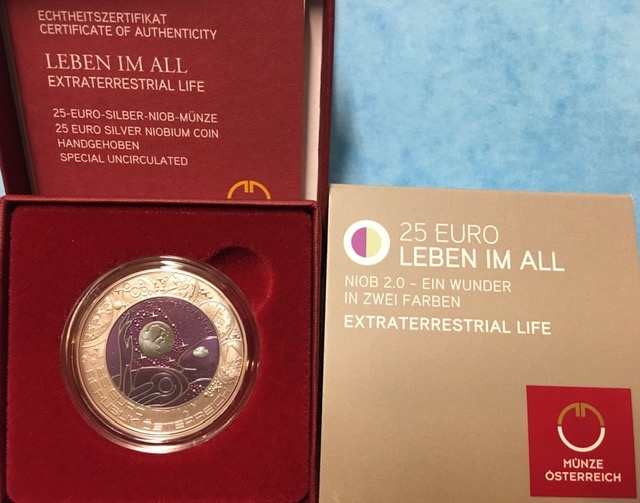 ECHTHEITSZERTIFIKAT
CERTIFICATE OF AUTHENTICITY
LEBEN IM ALL
EXTRATERRESTRIAL LIFE
25-EURO-SILBER-NIOB-MÜNZE
25 EURO SILVER NIOBIUM COIN
HANDGEHOBEN
SPECIAL UNCIRCULATED
REPUBLIK ÖSTERREICH
25 EURO
LEBEN IM ALL
NIOB 2.0 – EIN WUNDER
IN ZWEI FARBEN
EXTRATERRESTRIAL LIFE
MÜNZE
ÖSTERREICH